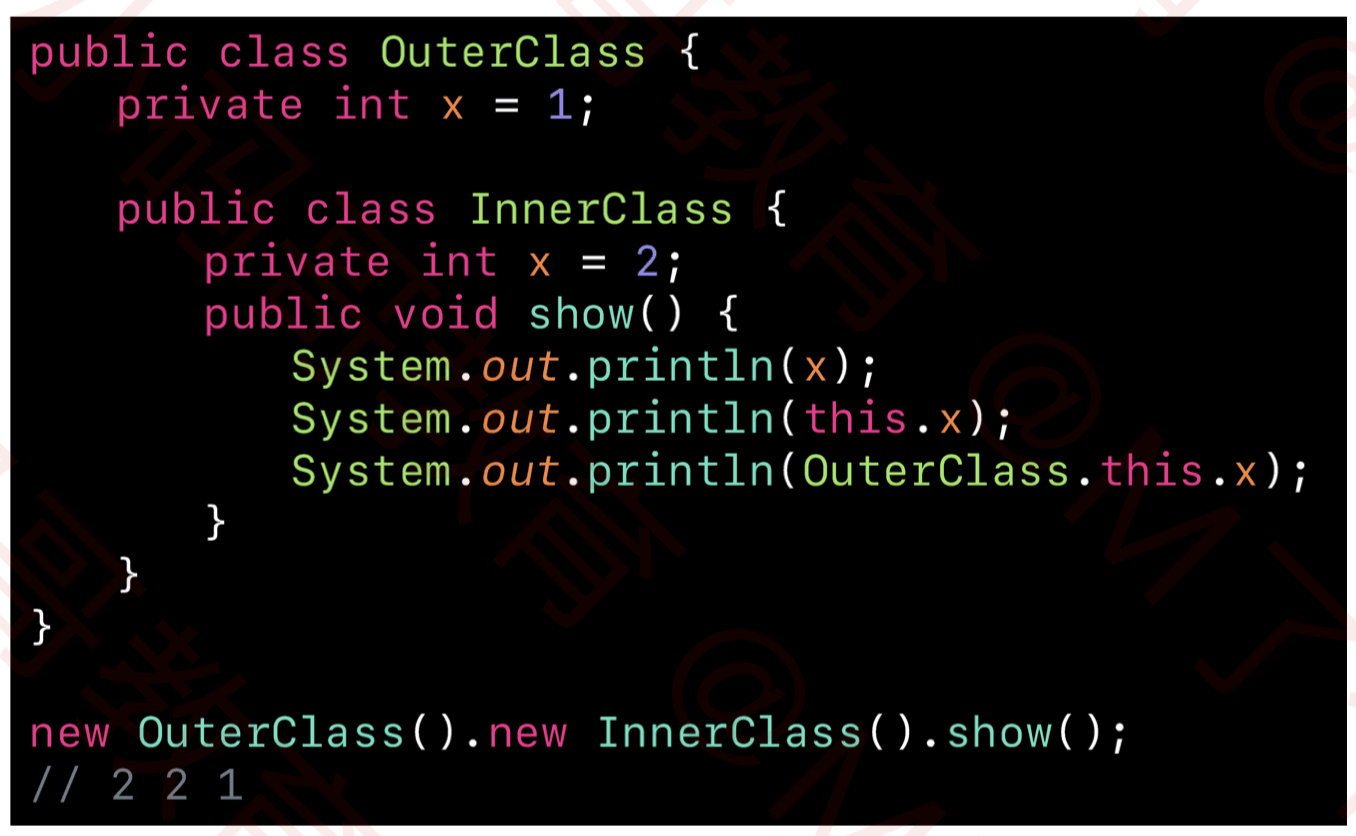 public class OuterClass {
    private int x = 1;

    public class InnerClass {
        private int x = 2;
        public void show() {
            System.out.println(x);
            System.out.println(this.x);
            System.out.println(OuterClass.this.x);
        }
    }
}

new OuterClass().new InnerClass().show();
// 2 2 1